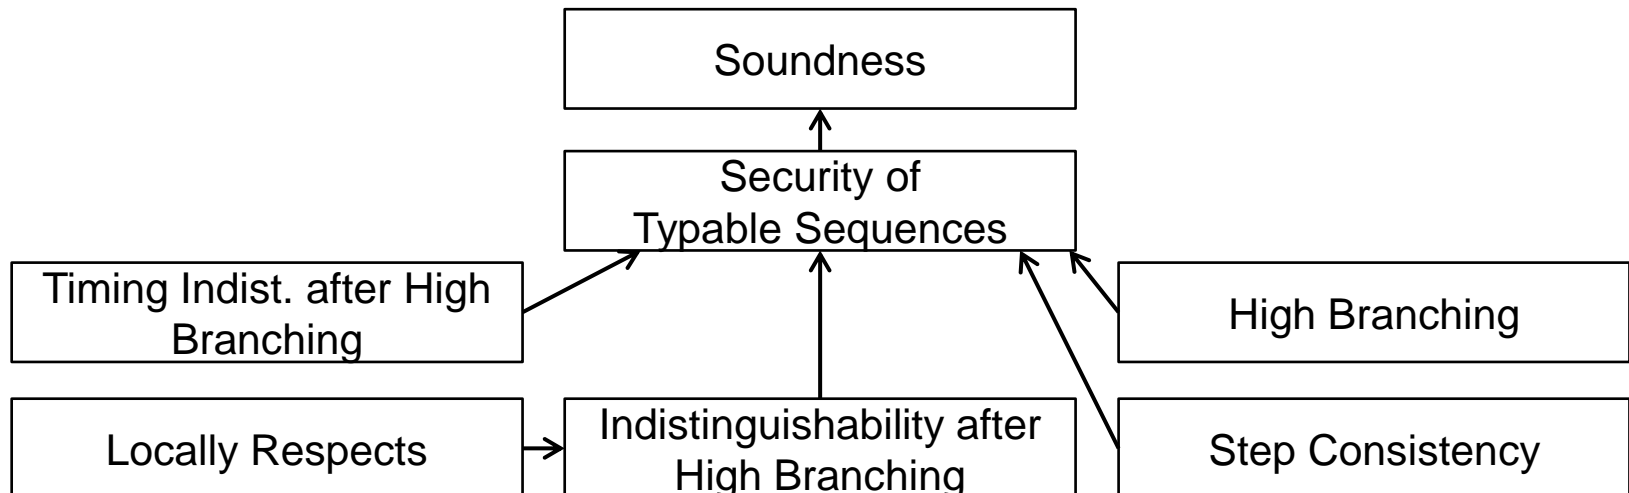 Soundness
Security of
Typable Sequences
Timing Indist. after High
Branching
High Branching
Locally Respects
Indistinguishability after
High Branching
Step Consistency